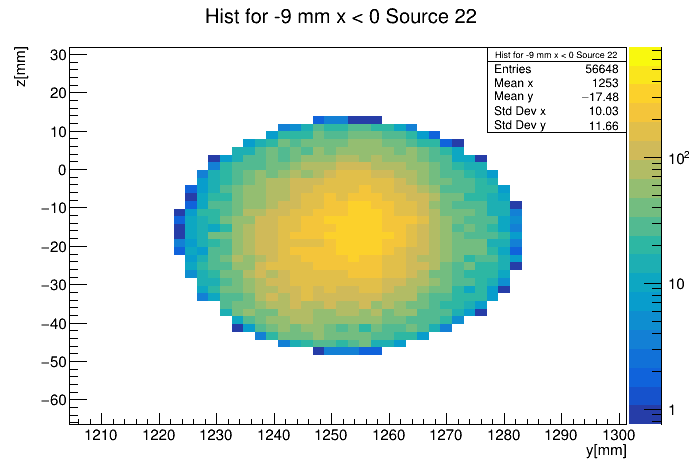 Hist for -9 mm x < 0 Source 22
z[mm]
Hist for -9 mm x < 0 Source 22
Entries 56648
Mean x 1253
Mean y −17.48
Std Dev x 10.03
Std Dev y 11.66
30
20
10
0
−10
−20
−30
−40
−50
−60
10²
10
1
1210 1220 1230 1240 1250 1260 1270 1280 1290 1300
y[mm]